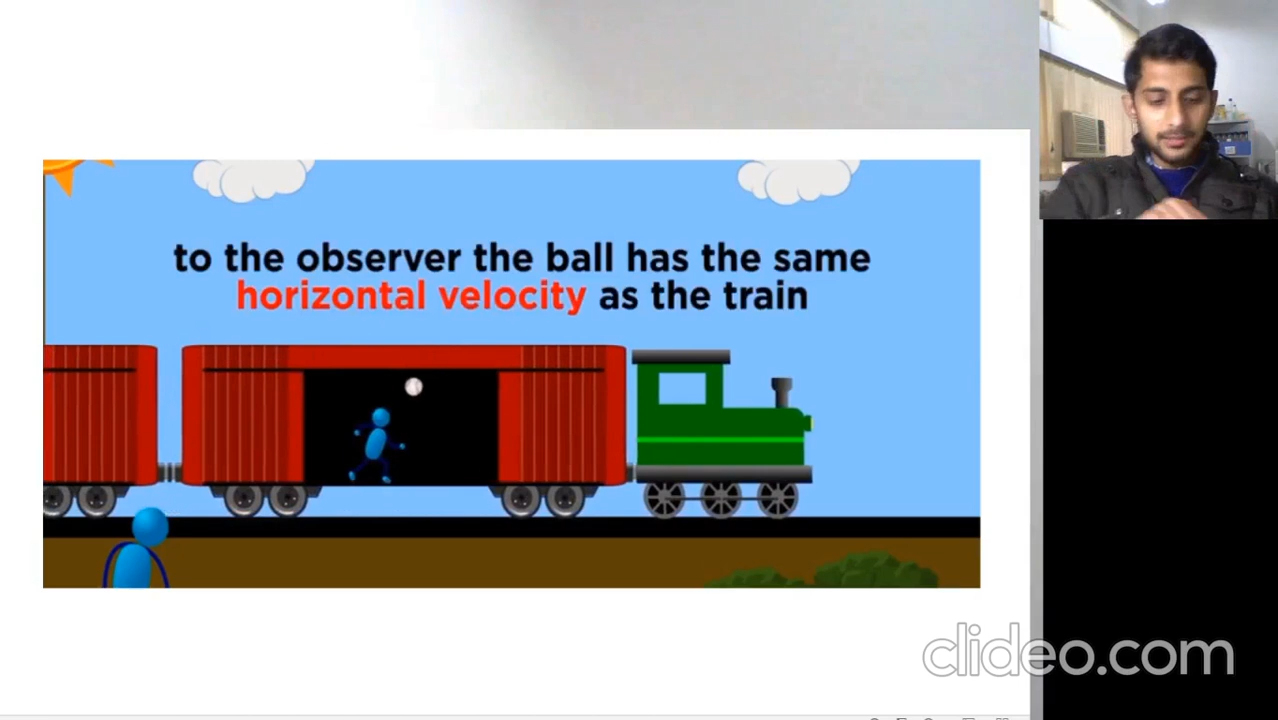 to the observer the ball has the same
horizontal velocity as the train
clideo.com